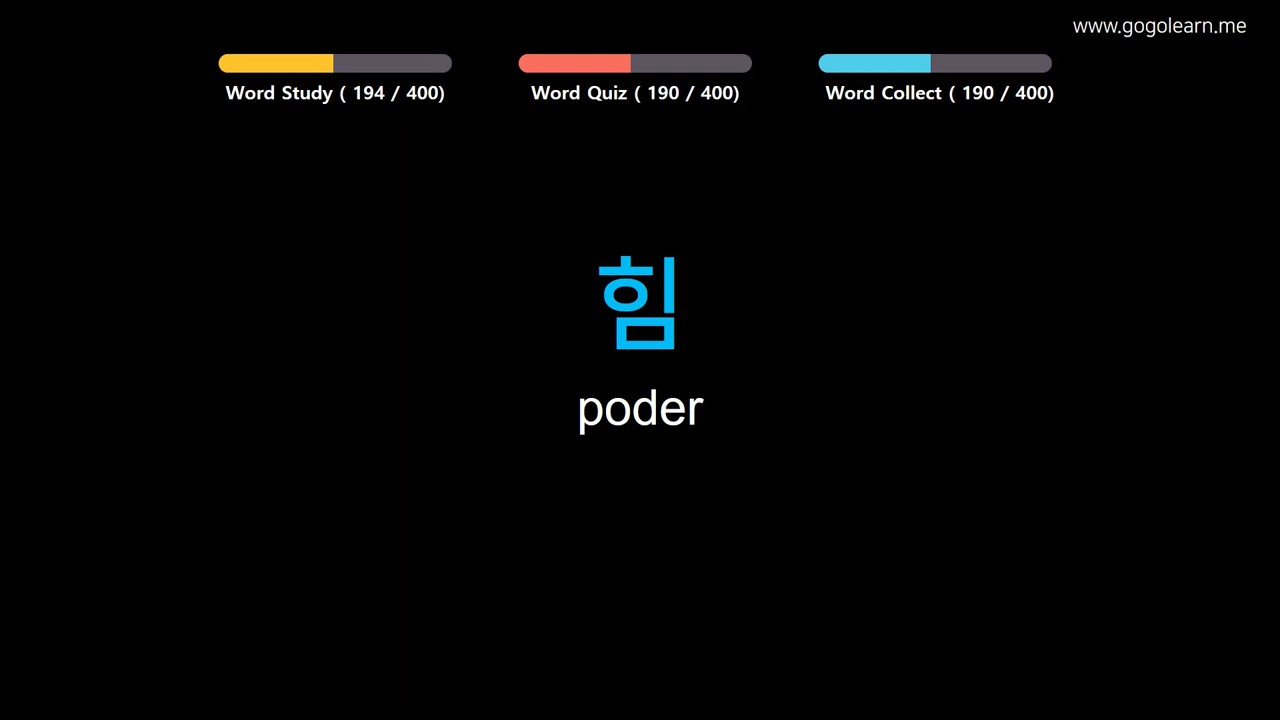 www.gogolearn.me
Word Study ( 194 / 400)
Word Quiz ( 190 / 400)
Word Collect ( 190 / 400)
힘
poder